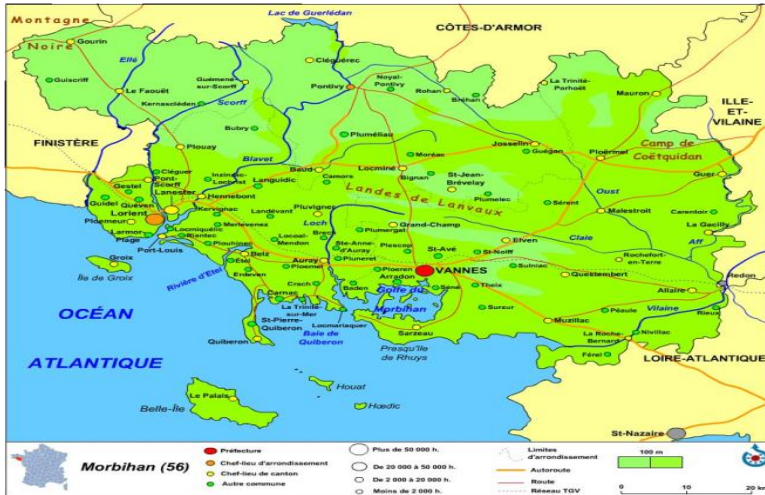 Montagne
Noire
Lac de Guerlédan
CÔTES-D'ARMOR
Gourin
Ellé
Cléguérec
Guiscriff
Guémené-
sur-Scorff
Le Faouët
Pontivy
Noyal-
Pontivy
Rohan
Bréhan
La Trinité-
Porhoët
Mauron
ILLE-
ET-
VILAINE
Kernascléden
Scorff
FINISTÈRE
Bubry
Pluméliau
Plouay
Blavet
Josselin
Guégon
Ploërmel
Camp de
Coëtquidan
Moréac
Baud
Locminé
Cléguer
Pont-
Scorff
Inzinzac-
Lochrist
Languidic
Camors
Bignan
St-Jean-
Brévelay
Guer
Gestel
Lanester
Landes de Lanvaux
Plumelec
Oust
Guidel
Quéven
Hennebont
Sérent
Lorient
Kervignac
Landévant
Pluvigner
Malestroit
Carentoir
Ploemeur
Merlevenez
Loch
Grand-Champ
La Gacilly
Larmor-
Plage
Locmiquélic
Riantec
Locoal-
Mendon
Brech
Plumergat
Claie
Aff
Port-Louis
Plouhinec
Ste-Anne-
d'Auray
Plescop
St-Avé
Elven
Belz
St-Nolff
Île de Groix
Groix
Étel
Auray
Pluneret
Rochefort-
en-Terre
Rivière d'Etel
Erdeven
Ploemel
Ploeren
VANNES
Sulniac
Questembert
Redon
Arradon
Crach
Baden
Golfe du
Morbihan
Séné
Theix
Allaire
Carnac
La Trinité-
sur-Mer
Surzur
Péaule
Vilaine
Rieux
OCÉAN
ATLANTIQUE
St-Pierre-
Quiberon
Locmariaquer
Baie de
Quiberon
Sarzeau
Muzillac
Nivillac
Quiberon
Presqu'île
de Rhuys
La Roche-
Bernard
Férel
LOIRE-ATLANTIQUE
Houat
Hœdic
Le Palais
Belle-Île
St-Nazaire
Morbihan (56)
Préfecture
Chef-lieu d'arrondissement
Chef-lieu de canton
Autre commune
Plus de 50 000 h.
De 20 000 à 50 000 h.
De 2 000 à 20 000 h.
Moins de 2 000 h.
Limites
d'arrondissement
Autoroute
Route
Réseau TGV
100 m
0
10
20 km